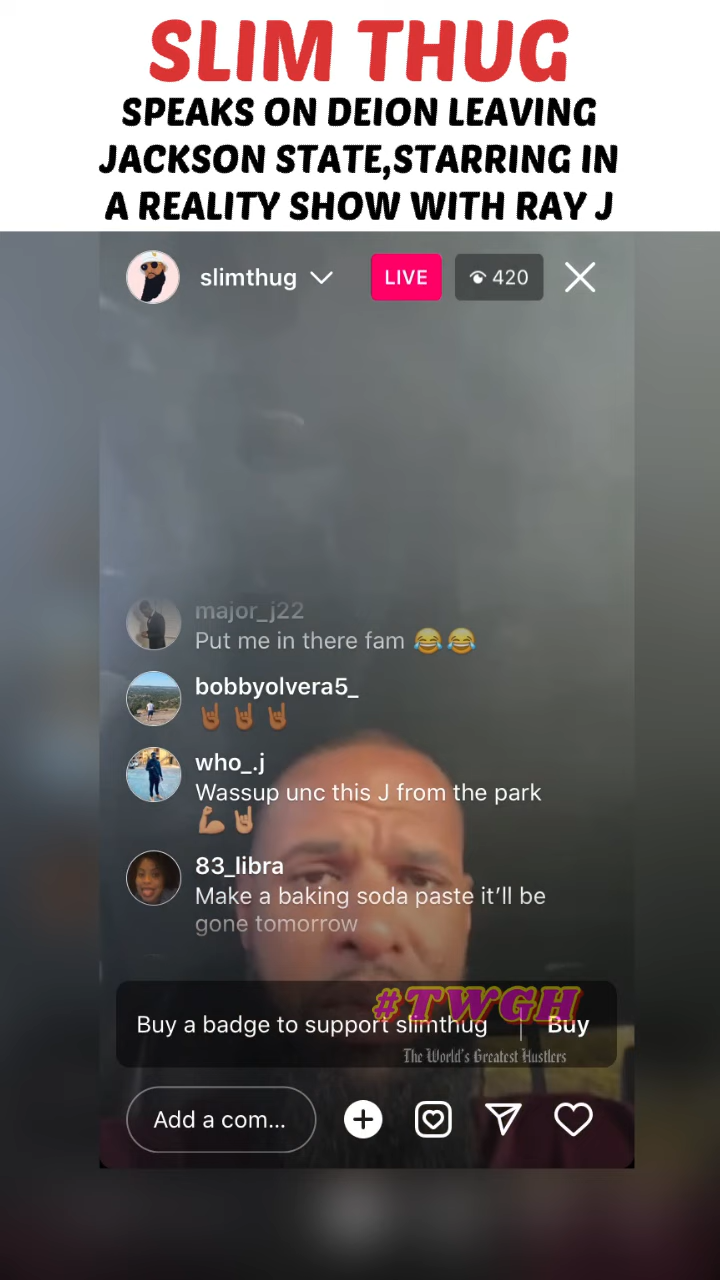 SLIM THUG
SPEAKS ON DEION LEAVING
JACKSON STATE,STARRING IN
A REALITY SHOW WITH RAY J
slimthug
LIVE
420
major_j22
Put me in there fam 😂😂
bobbyolvera5_
🤘🏾🤘🏾🤘🏾
who_.j
Wassup unc this J from the park
💪🏽🤘🏽
83_libra
Make a baking soda paste it’ll be
gone tomorrow
#TWGH
Buy a badge to support slimthug | Buy
The World's Greatest Hustlers
Add a com...